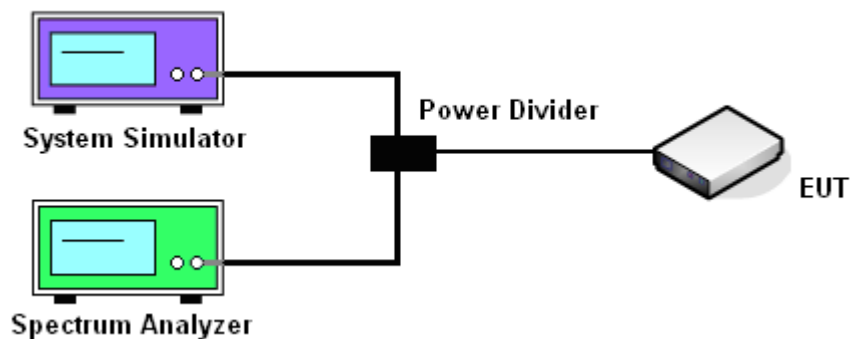 System Simulator
Power Divider
EUT
Spectrum Analyzer